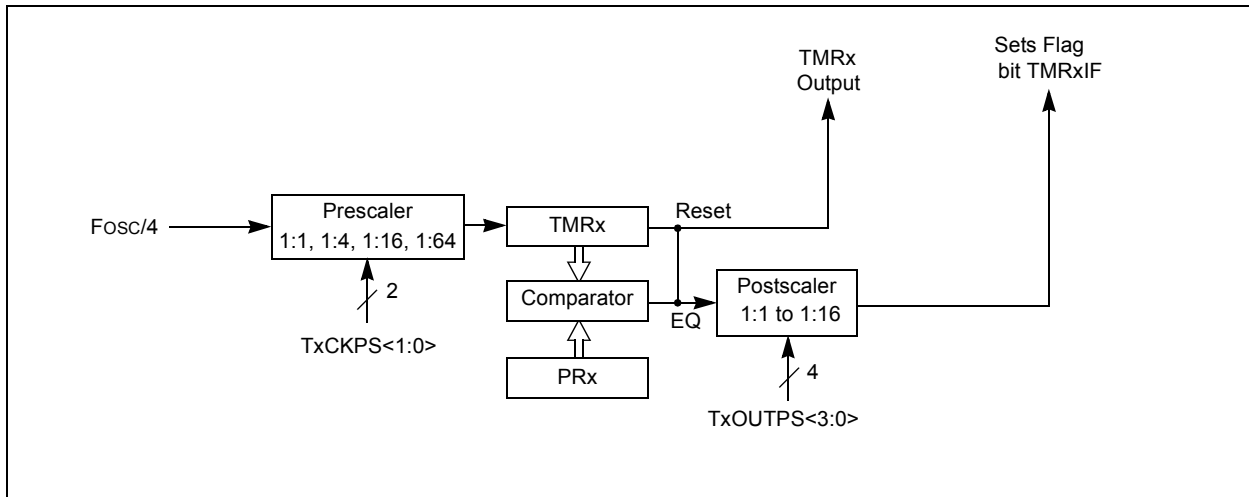 TMRx
Output
Sets Flag
bit TMRxIF
Fosc/4
Prescaler
1:1, 1:4, 1:16, 1:64
2
TxCKPS<1:0>
TMRx
Reset
Comparator
EQ
PRx
Postscaler
1:1 to 1:16
4
TxOUTPS<3:0>